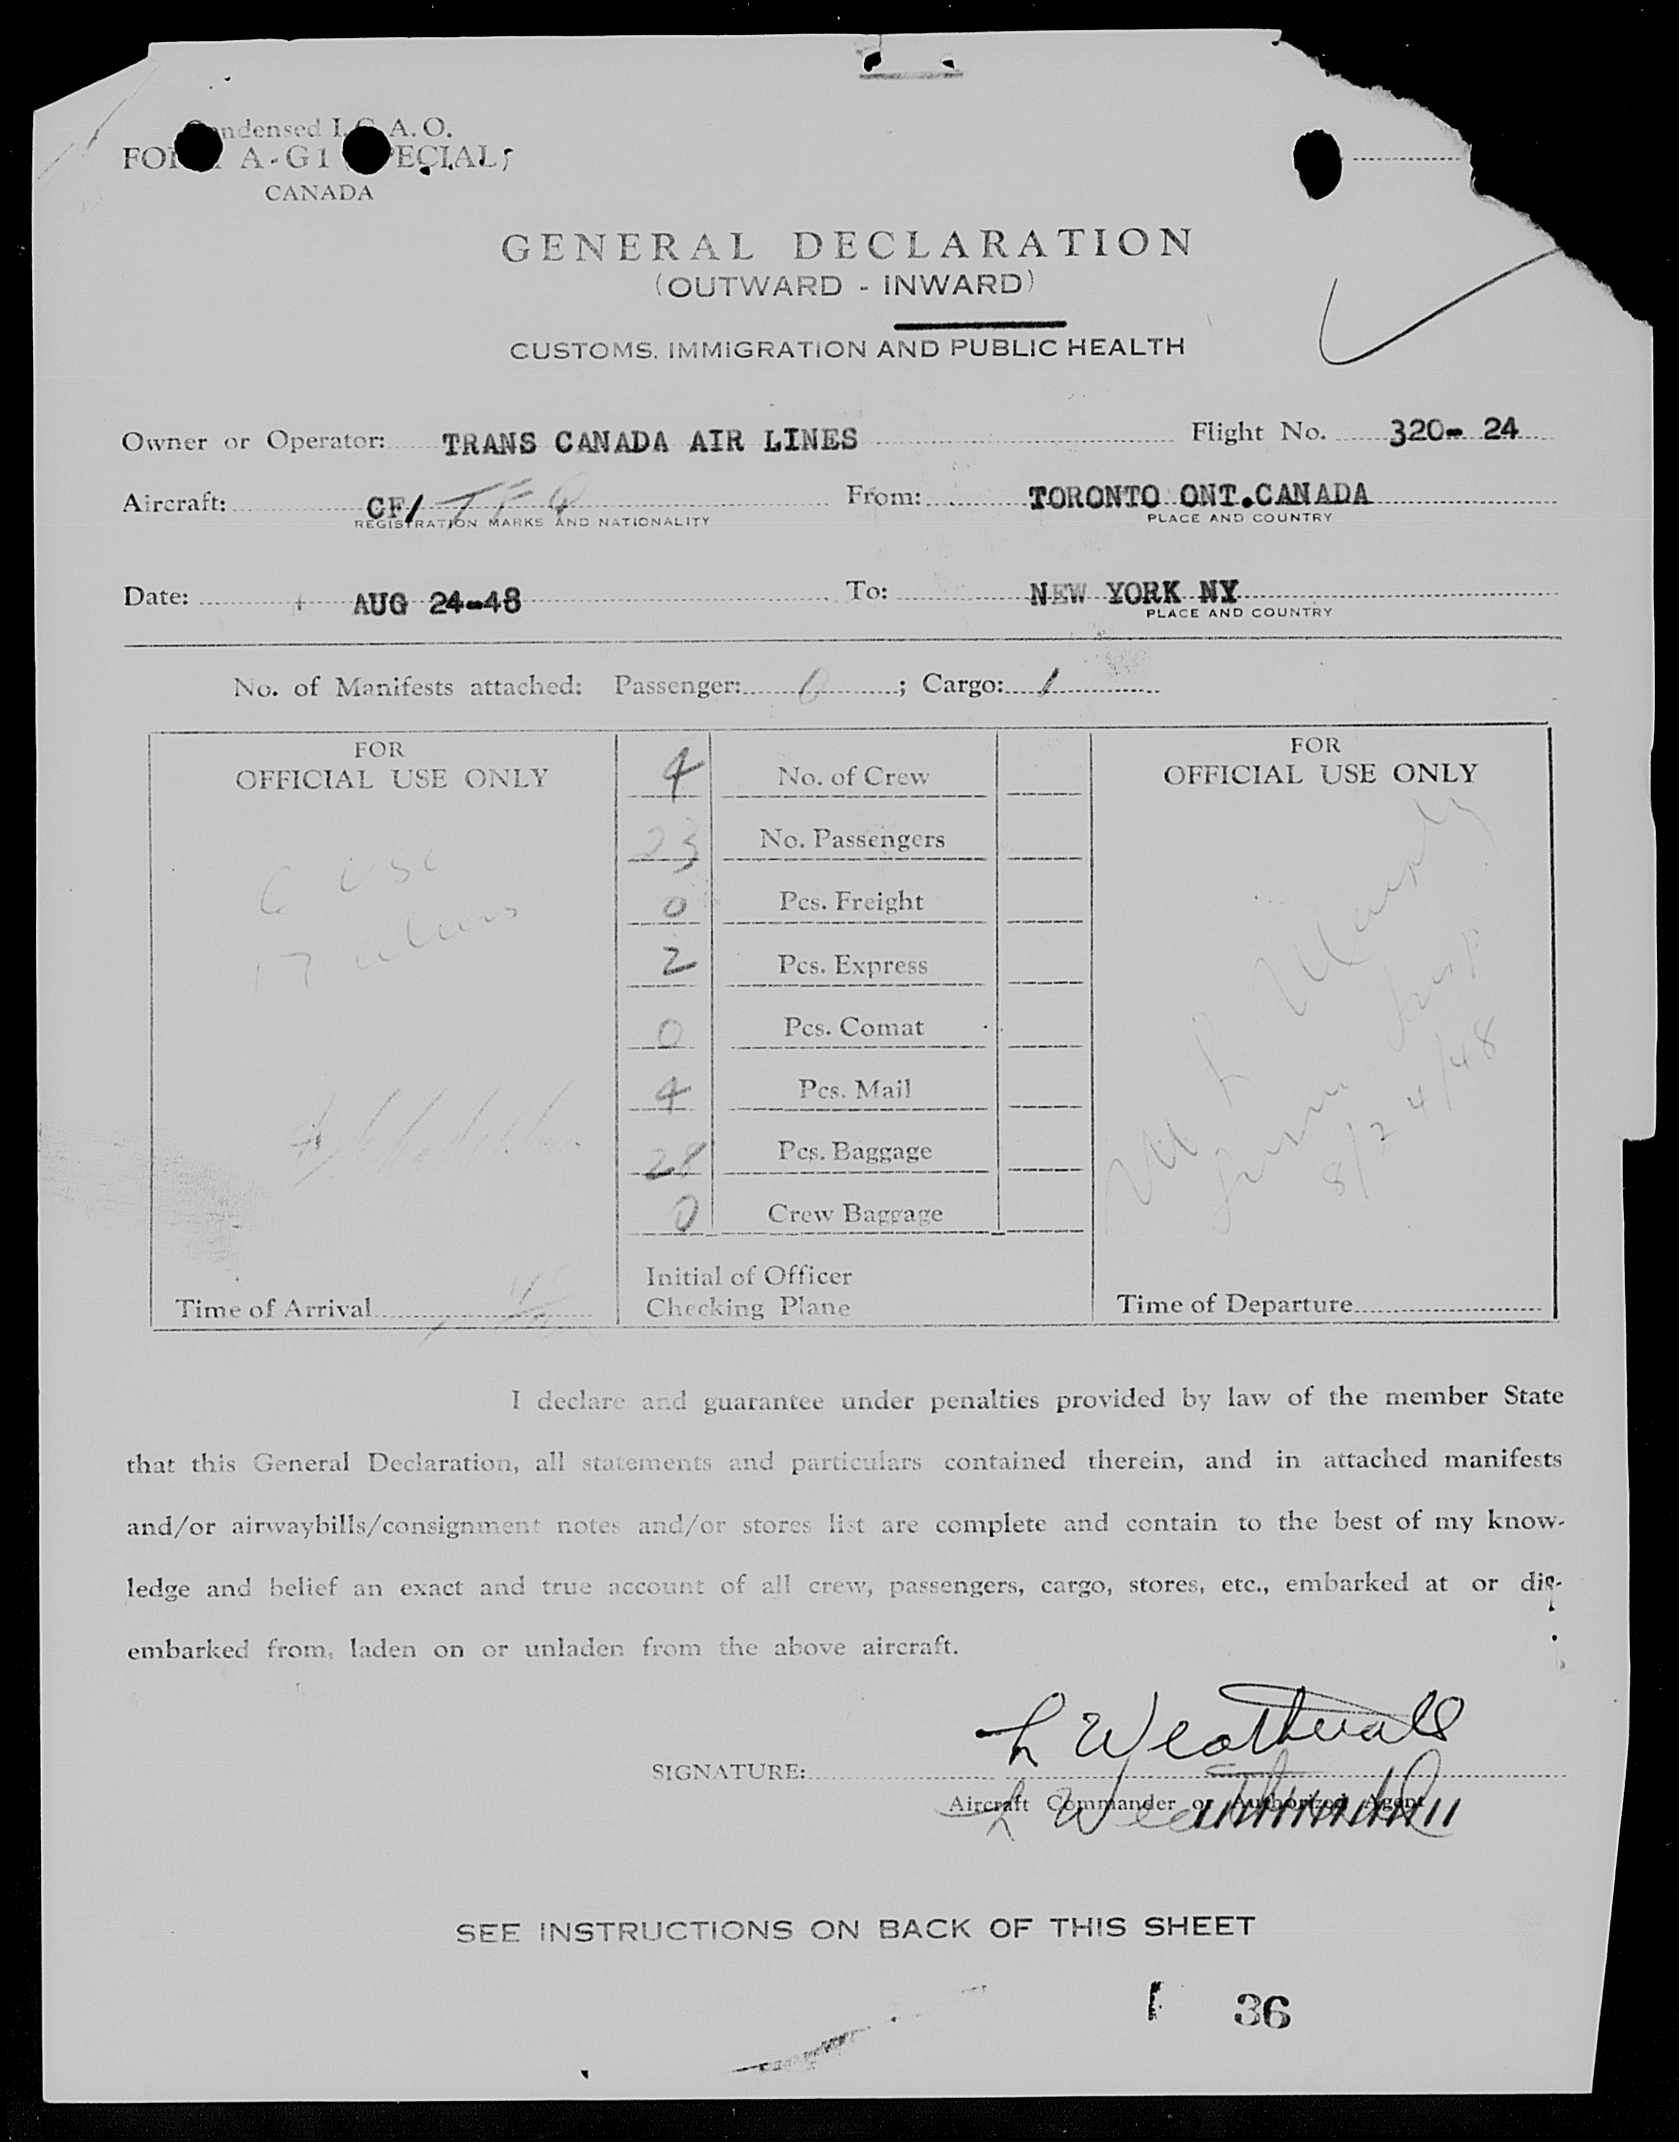 Condensed I.C.A.O.
FORM A-G1 (SPECIAL)
CANADA
GENERAL DECLARATION
(OUTWARD - INWARD)
CUSTOMS, IMMIGRATION AND PUBLIC HEALTH
Owner or Operator: TRANS CANADA AIR LINES Flight No. 320- 24
Aircraft: CF/ TFQ From: TORONTO ONT.CANADA
REGISTRATION MARKS AND NATIONALITY PLACE AND COUNTRY
Date: AUG 24-48 To: NEW YORK NY
PLACE AND COUNTRY
No. of Manifests attached: Passenger: 0; Cargo: 1
FOR
OFFICIAL USE ONLY
6 USC
17 aliens
Time of Arrival
4 No. of Crew
23 No. Passengers
0 Pcs. Freight
2 Pcs. Express
0 Pcs. Comat
4 Pcs. Mail
28 Pcs. Baggage
0 Crew Baggage
Initial of Officer
Checking Plane
FOR
OFFICIAL USE ONLY
Insp
8/24/48
Time of Departure
I declare and guarantee under penalties provided by law of the member State
that this General Declaration, all statements and particulars contained therein, and in attached manifests
and/or airwaybills/consignment notes and/or stores list are complete and contain to the best of my know-
ledge and belief an exact and true account of all crew, passengers, cargo, stores, etc., embarked at or dis-
embarked from, laden on or unladen from the above aircraft.
L Weatherall
SIGNATURE:
Aircraft Commander or Authorized Agent
SEE INSTRUCTIONS ON BACK OF THIS SHEET
36